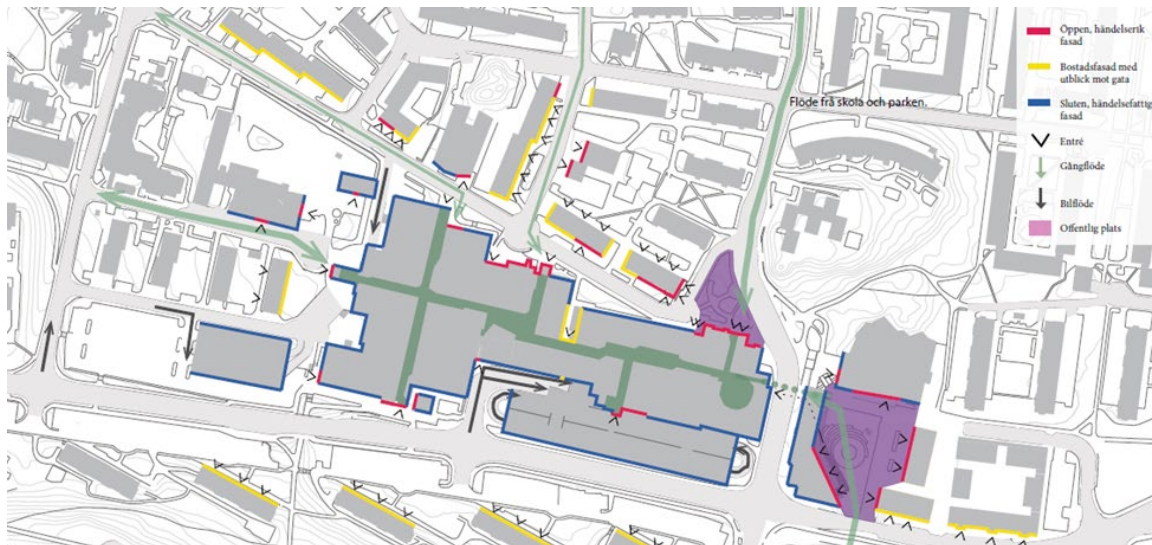 Öppen, händelserik
fasad
Bostadsfasad med
utblick mot gata
Sluten, händelsefattig
fasad
Entré
Gångflöde
Bilflöde
Offentlig plats
Flöde frå skola och parken.